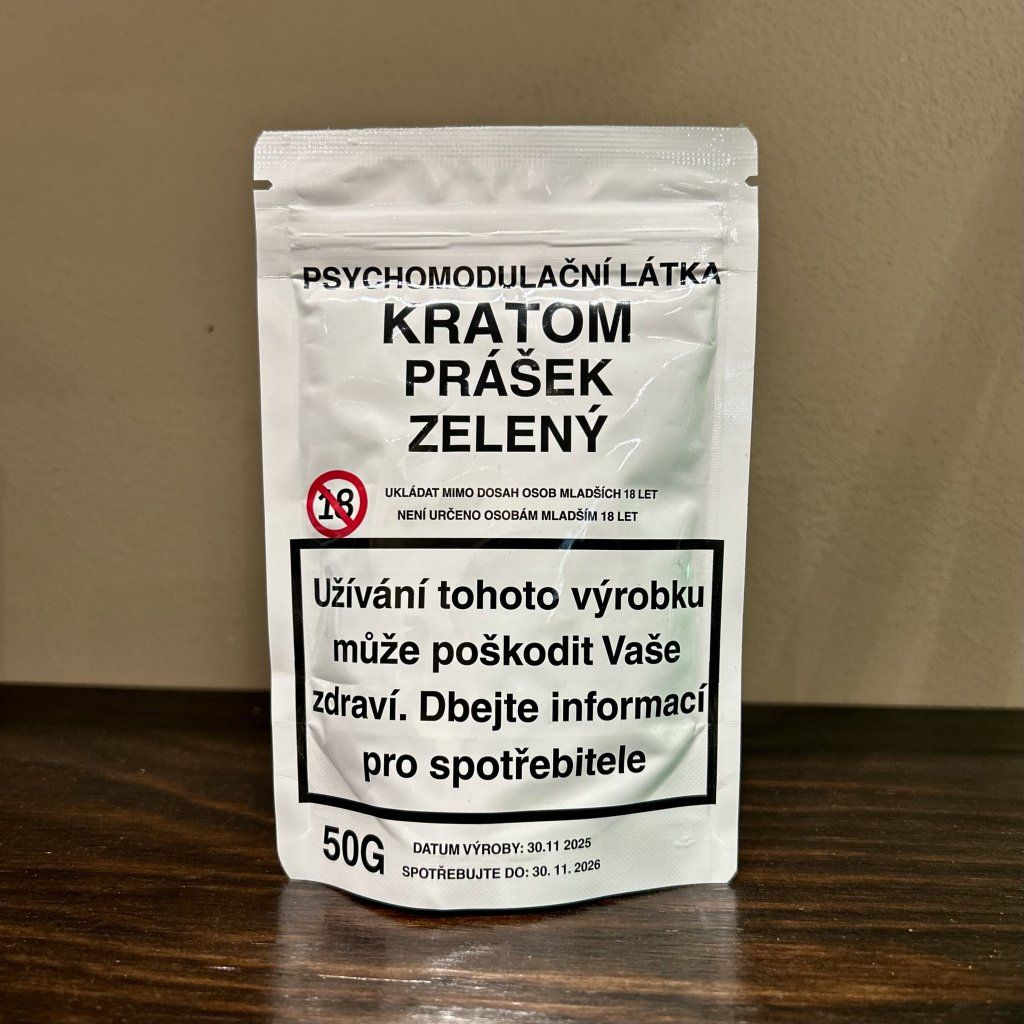 PSYCHOMODULAČNÍ LÁTKA
KRATOM
PRÁŠEK
ZELENÝ
18
UKLÁDAT MIMO DOSAH OSOB MLADŠÍCH 18 LET
NENÍ URČENO OSOBÁM MLADŠÍM 18 LET
Užívání tohoto výrobku
může poškodit Vaše
zdraví. Dbejte informací
pro spotřebitele
50G
DATUM VÝROBY: 30.11 2025
SPOTŘEBUJTE DO: 30. 11. 2026